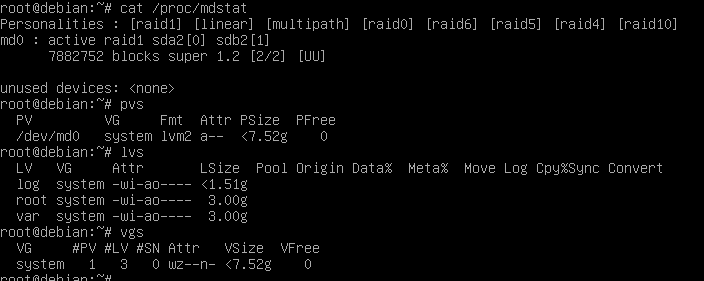 root@debian:~# cat /proc/mdstat
Personalities : [raid1] [linear] [multipath] [raid0] [raid6] [raid5] [raid4] [raid10]
md0 : active raid1 sda2[0] sdb2[1]
      7882752 blocks super 1.2 [2/2] [UU]

unused devices: <none>
root@debian:~# pvs
  PV         VG     Fmt  Attr PSize  PFree
  /dev/md0   system lvm2 a--  <7.52g    0
root@debian:~# lvs
  LV   VG     Attr       LSize  Pool Origin Data%  Meta%  Move Log Cpy%Sync Convert
  log  system -wi-ao---- <1.51g
  root system -wi-ao----  3.00g
  var  system -wi-ao----  3.00g
root@debian:~# vgs
  VG     #PV #LV #SN Attr   VSize  VFree
  system   1   3   0 wz--n- <7.52g    0
root@debian:~#